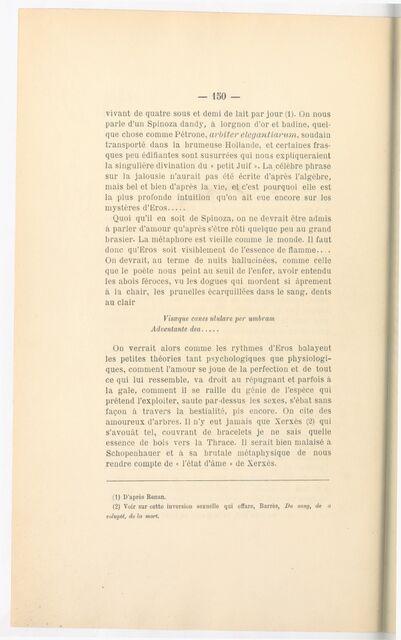 — 150 —
vivant de quatre sous et demi de lait par jour (1). On nous
parle d'un Spinoza dandy, à lorgnon d'or et badine, quel-
que chose comme Pétrone, arbiter elegantiarum, soudain
transporté dans la brumeuse Hollande, et certaines fras-
ques peu édifiantes sont susurrées qui nous expliqueraient
la singulière divination du « petit Juif ». La célèbre phrase
sur la jalousie n'aurait pas été écrite d'après l'algèbre,
mais bel et bien d'après la vie, et c'est pourquoi elle est
la plus profonde intuition qu'on ait eue encore sur les
mystères d'Eros.....
Quoi qu'il en soit de Spinoza, on ne devrait être admis
à parler d'amour qu'après s'être rôti quelque peu au grand
brasier. La métaphore est vieille comme le monde. Il faut
donc qu'Eros soit visiblement de l'essence de flamme....
On devrait, au terme de nuits hallucinées, comme celle
que le poète nous peint au seuil de l'enfer, avoir entendu
les abois féroces, vu les dogues qui mordent si âprement
à la chair, les prunelles écarquillées dans le sang, dents
au clair
Visaque canes ululare per umbram
Adventante dea.....
On verrait alors comme les rythmes d'Eros balayent
les petites théories tant psychologiques que physiologi-
ques, comment l'amour se joue de la perfection et de tout
ce qui lui ressemble, va droit au répugnant et parfois à
la gale, comment il se raille du génie de l'espèce qui
prétend l'exploiter, saute par-dessus les sexes, s'ébat sans
façon à travers la bestialité, pis encore. On cite des
amoureux d'arbres. Il n'y eut jamais que Xerxès (2) qui
s'avouât tel, couvrant de bracelets je ne sais quelle
essence de bois vers la Thrace. Il serait bien malaisé à
Schopenhauer et à sa brutale métaphysique de nous
rendre compte de « l'état d'âme » de Xerxès.
(1) D'après Renan.
(2) Voir sur cette inversion sexuelle qui effare, Barrès, Du sang, de a
volupté, de la mort.